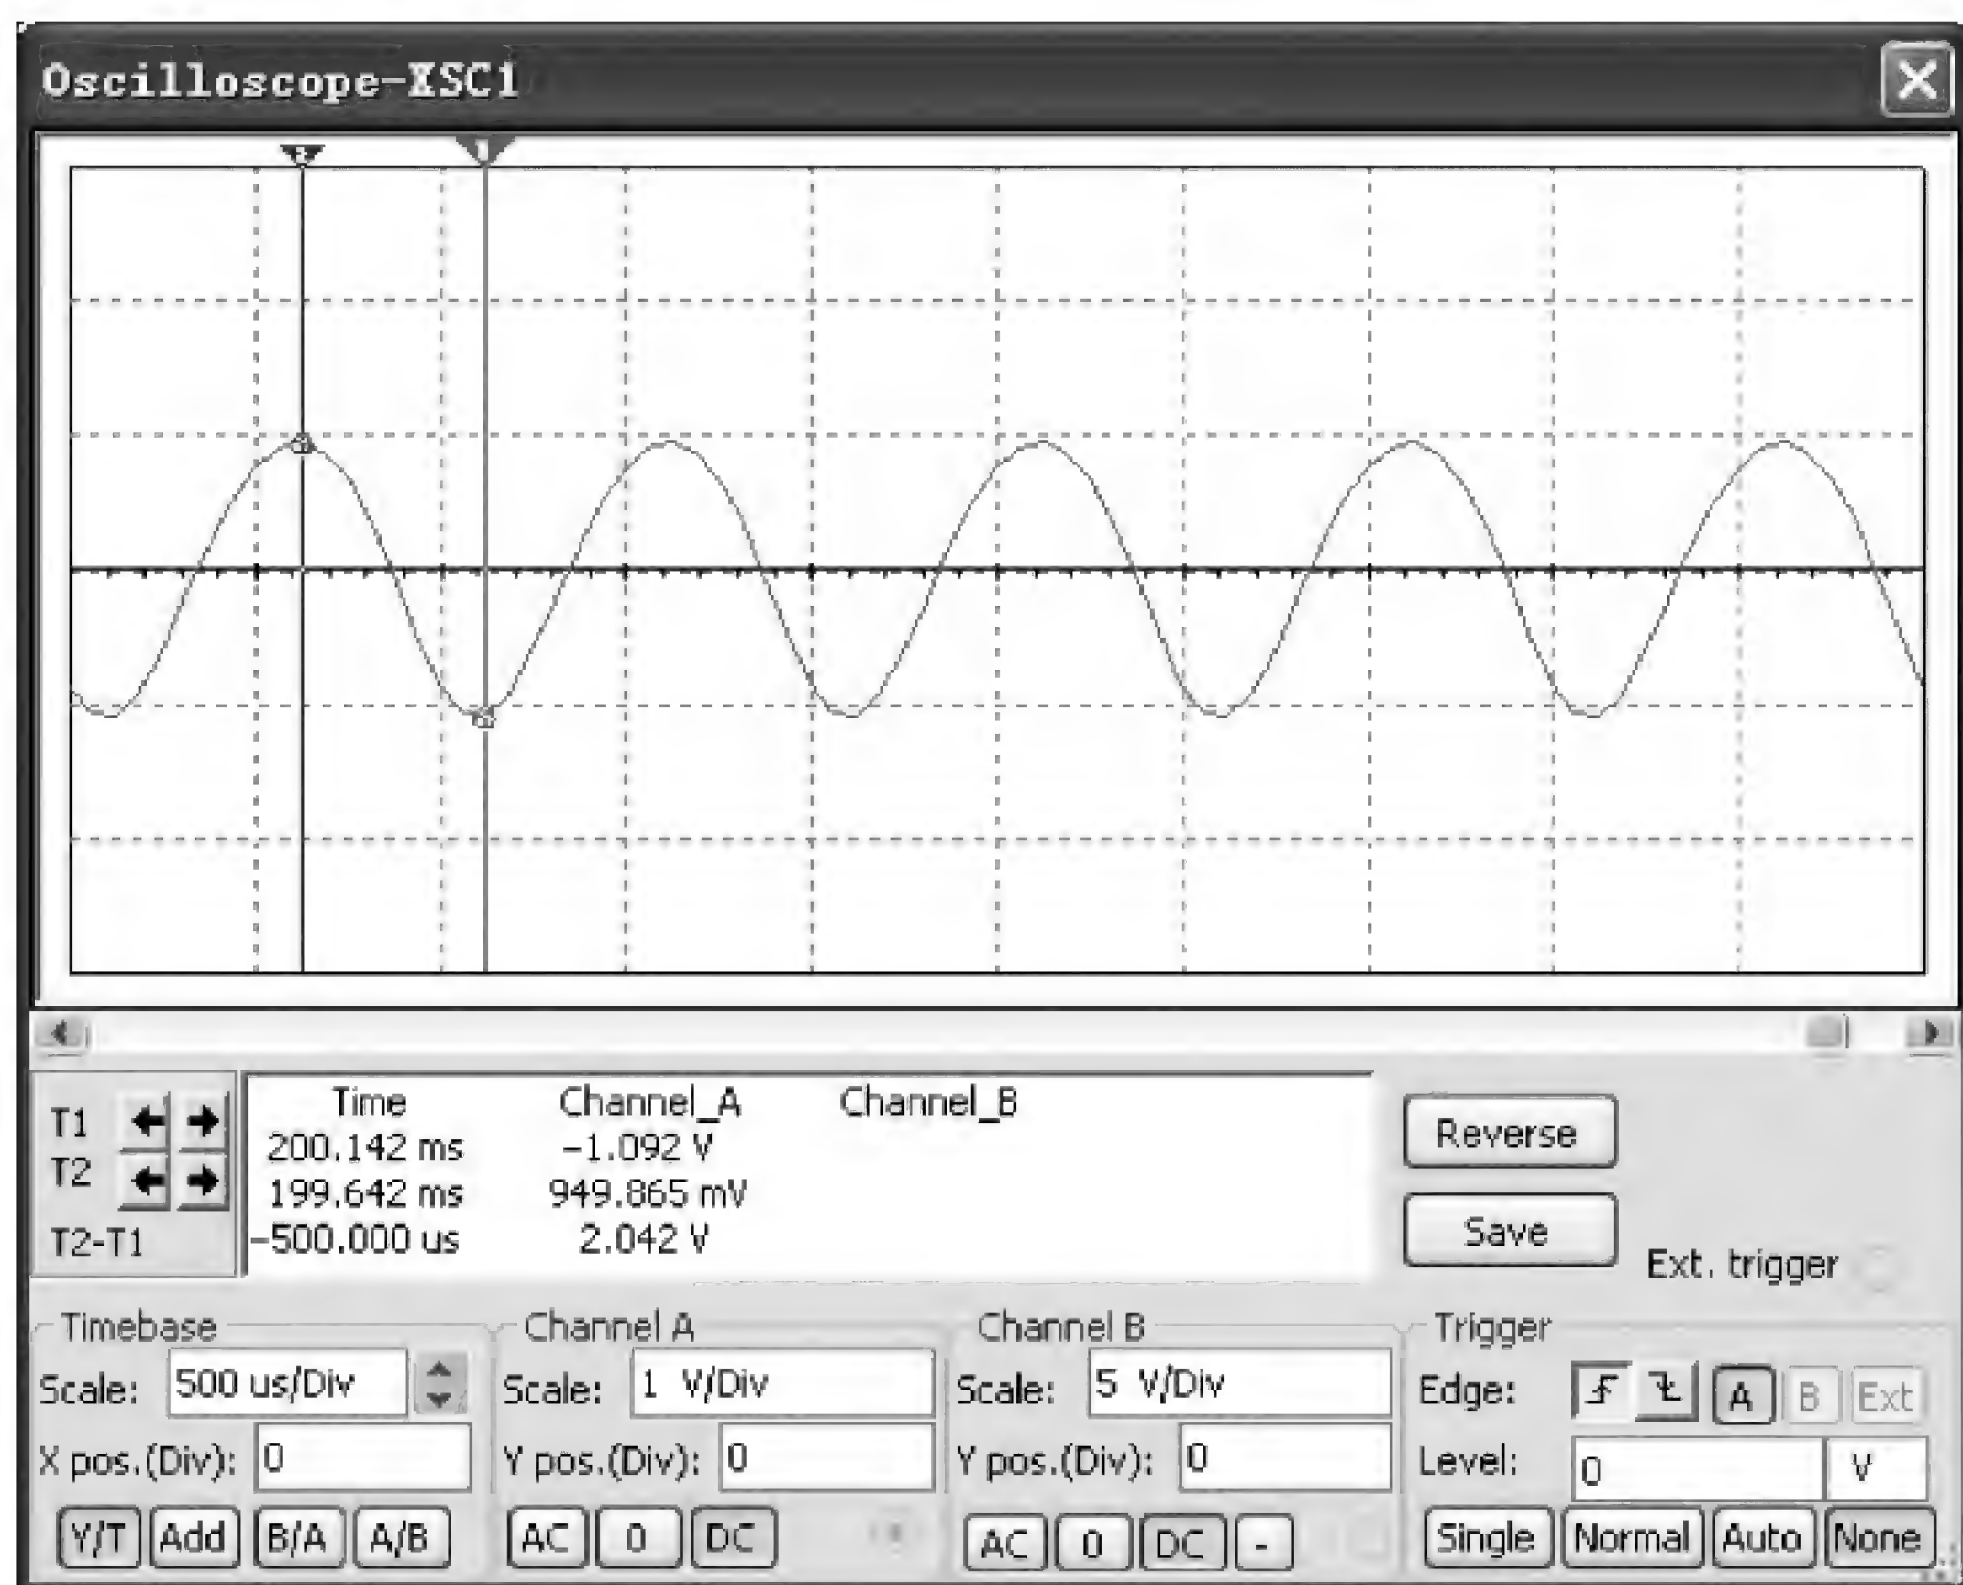 Oscilloscope-XSC1
2 1
Time Channel_A Channel_B
T1 200.142 ms -1.092 V
T2 199.642 ms 949.865 mV
T2-T1 -500.000 us 2.042 V
Reverse
Save
Ext. trigger
Timebase Channel A Channel B Trigger
Scale: 500 us/Div Scale: 1 V/Div Scale: 5 V/Div Edge: A B Ext
X pos.(Div): 0 Y pos.(Div): 0 Y pos.(Div): 0 Level: 0 V
Y/T Add B/A A/B AC 0 DC AC 0 DC - Single Normal Auto None